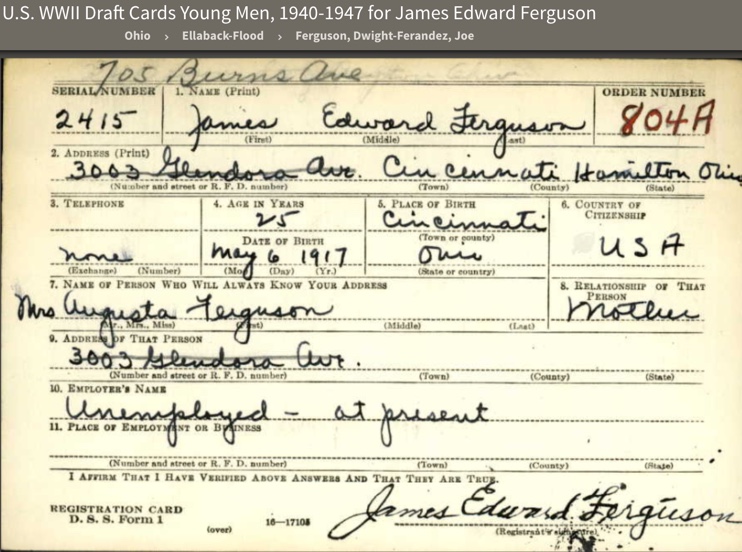 U.S. WWII Draft Cards Young Men, 1940-1947 for James Edward Ferguson
Ohio › Ellaback-Flood › Ferguson, Dwight-Ferandez, Joe
705 Burns Ave
SERIAL NUMBER 1. NAME (Print) ORDER NUMBER
2415 James Edward Ferguson 804A
(First) (Middle) (Last)
2. ADDRESS (Print)
3003 Glendora Avr. Cincinnati Hamilton Ohio
(Number and street or R. F. D. number) (Town) (County) (State)
3. TELEPHONE 4. AGE IN YEARS 5. PLACE OF BIRTH 6. COUNTRY OF CITIZENSHIP
25 Cincinnati
DATE OF BIRTH (Town or county) USA
none May 6 1917 Ohio
(Exchange) (Number) (Mo.) (Day) (Yr.) (State or country)
7. NAME OF PERSON WHO WILL ALWAYS KNOW YOUR ADDRESS 8. RELATIONSHIP OF THAT PERSON
Mrs Augusta Ferguson Mother
(Mr., Mrs., Miss) (First) (Middle) (Last)
9. ADDRESS OF THAT PERSON
3003 Glendora Avr.
(Number and street or R. F. D. number) (Town) (County) (State)
10. EMPLOYER'S NAME
Unemployed – at present
11. PLACE OF EMPLOYMENT OR BUSINESS
(Number and street or R. F. D. number) (Town) (County) (State)
I AFFIRM THAT I HAVE VERIFIED ABOVE ANSWERS AND THAT THEY ARE TRUE.
REGISTRATION CARD James Edward Ferguson
D. S. S. Form 1 (over) 16—17105 (Registrant's signature)